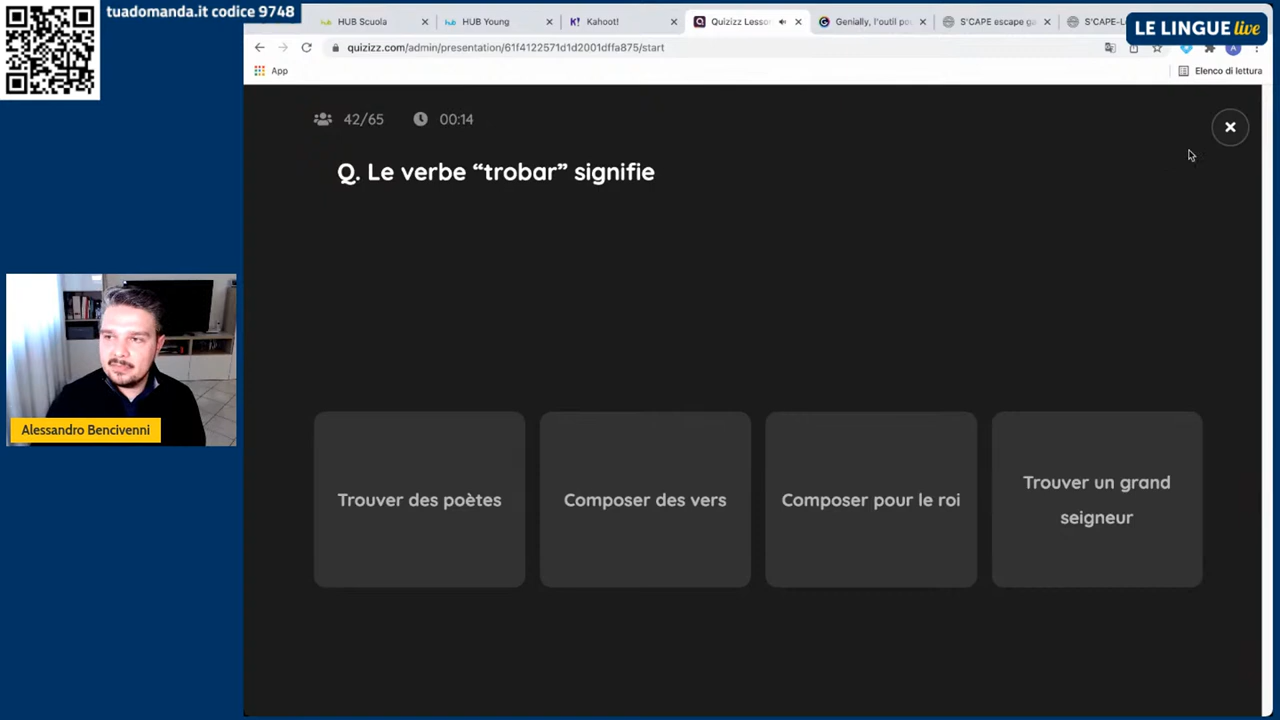 tuadomanda.it codice 9748
HUB Scuola
HUB Young
Kahoot!
Quizizz Lesso
Genially, l'outil po
S'CAPE escape ga
S'CAPE-L
LE LINGUE live
quizizz.com/admin/presentation/61f4122571d1d2001dffa875/start
App
Elenco di lettura
42/65
00:14
Q. Le verbe “trobar” signifie
Alessandro Bencivenni
Trouver des poètes
Composer des vers
Composer pour le roi
Trouver un grand
seigneur